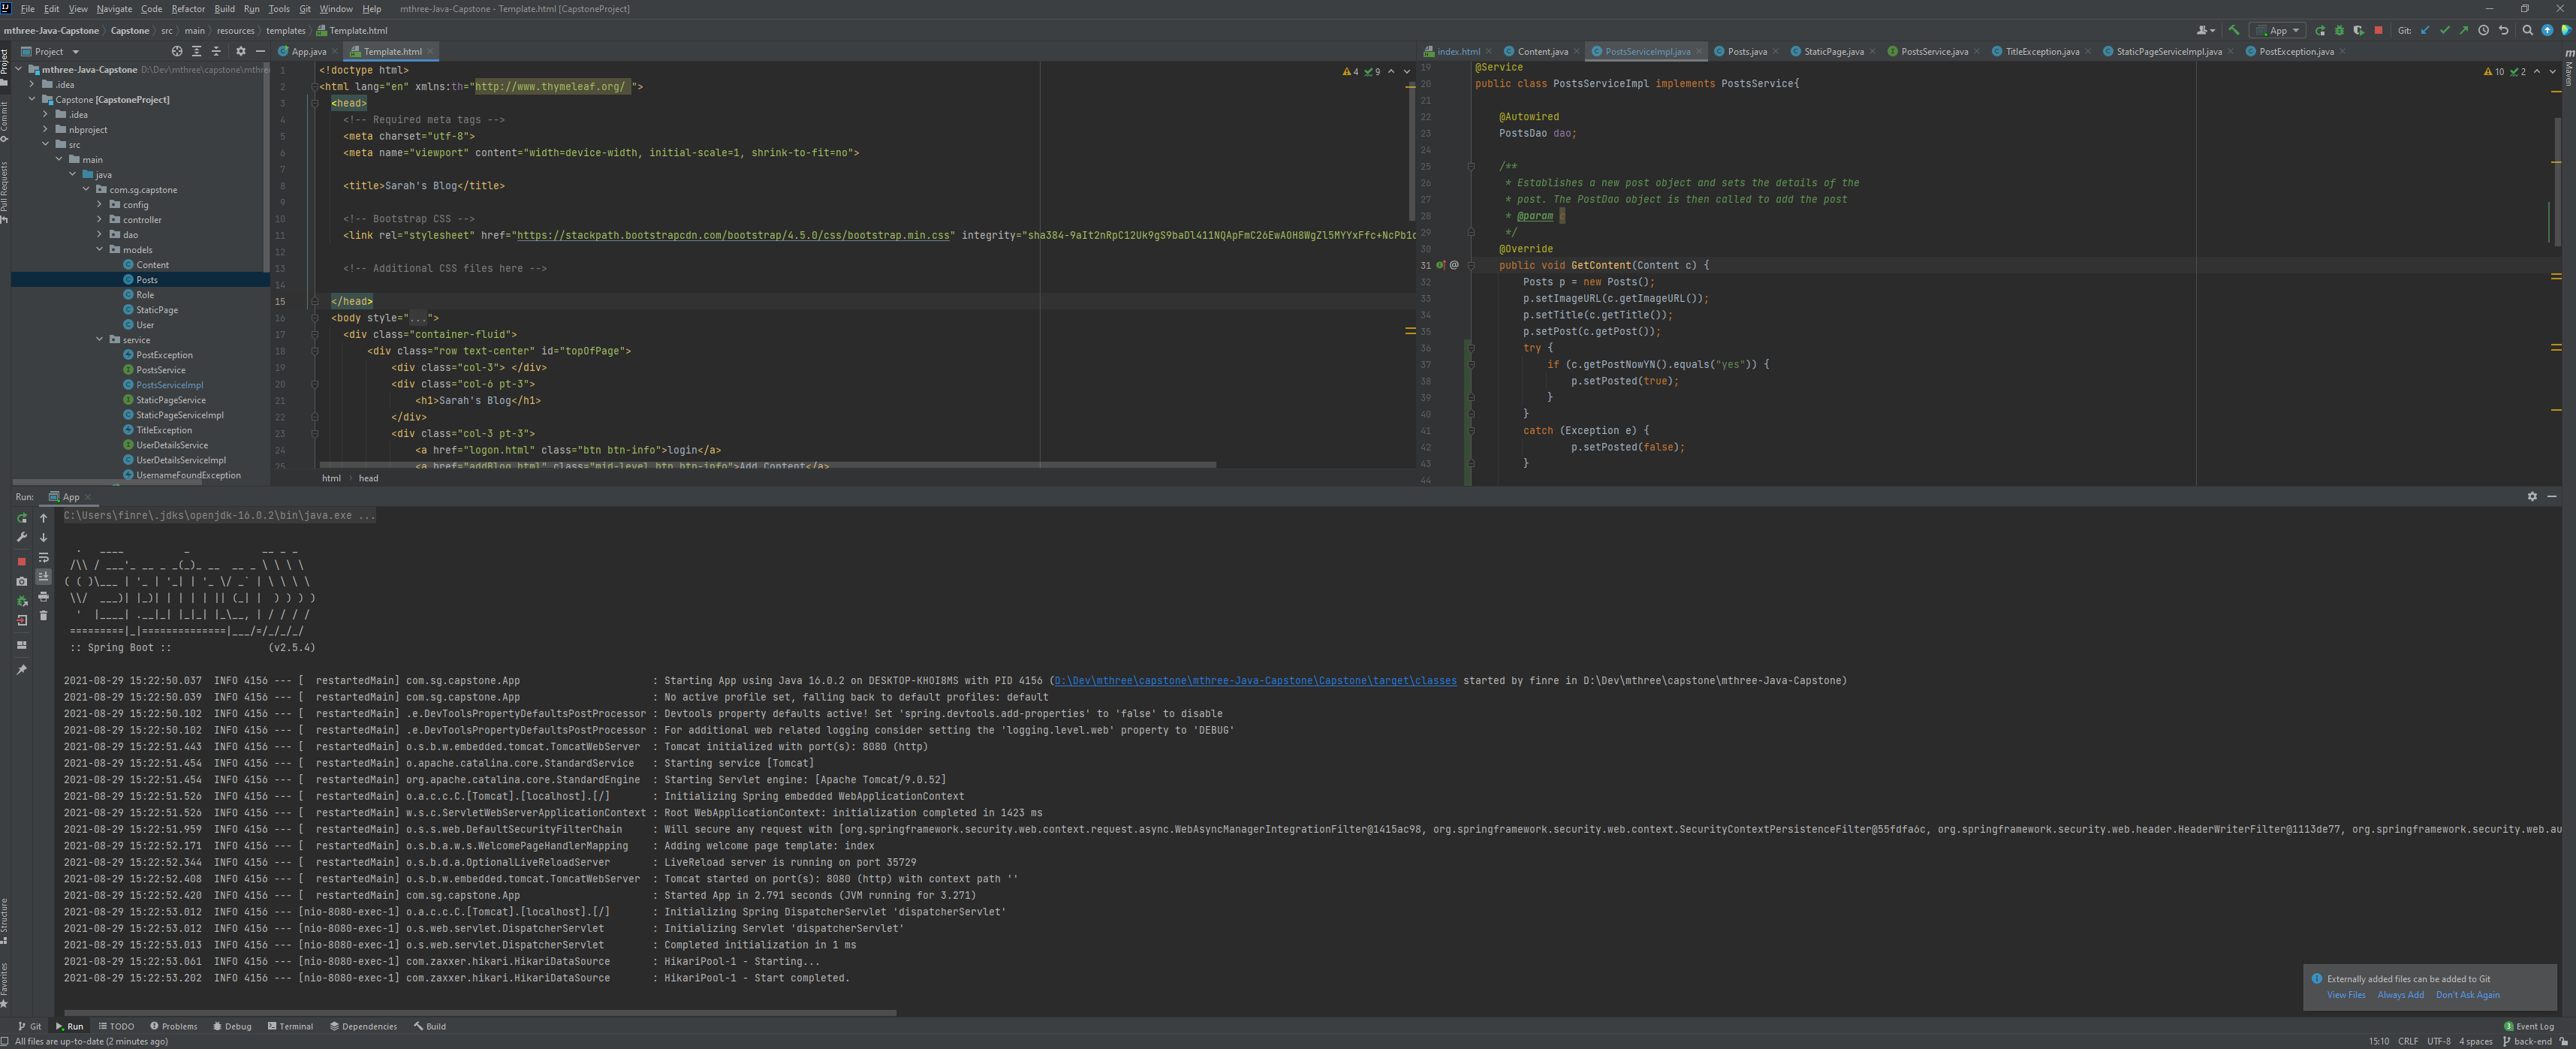 File Edit View Navigate Code Refactor Build Run Tools Git Window Help mthree-Java-Capstone - Template.html [CapstoneProject]
mthree-Java-Capstone Capstone src main resources templates Template.html
App Git:
Project
Commit
Pull Requests
Structure
Favorites
Maven
Project
mthree-Java-Capstone D:\Dev\mthree\capstone\mthree
.idea
Capstone [CapstoneProject]
.idea
nbproject
src
main
java
com.sg.capstone
config
controller
dao
models
Content
Posts
Role
StaticPage
User
service
PostException
PostsService
PostsServiceImpl
StaticPageService
StaticPageServiceImpl
TitleException
UserDetailsService
UserDetailsServiceImpl
UsernameFoundException
App.java Template.html
4 9
1 <!doctype html>
2 <html lang="en" xmlns:th="http://www.thymeleaf.org/ ">
3 <head>
4 <!-- Required meta tags -->
5 <meta charset="utf-8">
6 <meta name="viewport" content="width=device-width, initial-scale=1, shrink-to-fit=no">
7
8 <title>Sarah's Blog</title>
9
10 <!-- Bootstrap CSS -->
11 <link rel="stylesheet" href="https://stackpath.bootstrapcdn.com/bootstrap/4.5.0/css/bootstrap.min.css" integrity="sha384-9aIt2nRpC12Uk9gS9baDl411NQApFmC26EwAOH8WgZl5MYYxFfc+NcPb1d
12
13 <!-- Additional CSS files here -->
14
15 </head>
16 <body style="...">
17 <div class="container-fluid">
18 <div class="row text-center" id="topOfPage">
19 <div class="col-3"> </div>
20 <div class="col-6 pt-3">
21 <h1>Sarah's Blog</h1>
22 </div>
23 <div class="col-3 pt-3">
24 <a href="logon.html" class="btn btn-info">login</a>
25 <a href="addBlog.html" class="mid-level btn btn-info">Add Content</a>
html head
index.html Content.java PostsServiceImpl.java Posts.java StaticPage.java PostsService.java TitleException.java StaticPageServiceImpl.java PostException.java
10 2
19 @Service
20 public class PostsServiceImpl implements PostsService{
21
22 @Autowired
23 PostsDao dao;
24
25 /**
26 * Establishes a new post object and sets the details of the
27 * post. The PostDao object is then called to add the post
28 * @param c
29 */
30 @Override
31 public void GetContent(Content c) {
32 Posts p = new Posts();
33 p.setImageURL(c.getImageURL());
34 p.setTitle(c.getTitle());
35 p.setPost(c.getPost());
36 try {
37 if (c.getPostNowYN().equals("yes")) {
38 p.setPosted(true);
39 }
40 }
41 catch (Exception e) {
42 p.setPosted(false);
43 }
44
Run: App
C:\Users\finre\.jdks\openjdk-16.0.2\bin\java.exe ...
:: Spring Boot :: (v2.5.4)
2021-08-29 15:22:50.037 INFO 4156 --- [ restartedMain] com.sg.capstone.App : Starting App using Java 16.0.2 on DESKTOP-KHOI8MS with PID 4156 (D:\Dev\mthree\capstone\mthree-Java-Capstone\Capstone\target\classes started by finre in D:\Dev\mthree\capstone\mthree-Java-Capstone)
2021-08-29 15:22:50.039 INFO 4156 --- [ restartedMain] com.sg.capstone.App : No active profile set, falling back to default profiles: default
2021-08-29 15:22:50.102 INFO 4156 --- [ restartedMain] .e.DevToolsPropertyDefaultsPostProcessor : Devtools property defaults active! Set 'spring.devtools.add-properties' to 'false' to disable
2021-08-29 15:22:50.102 INFO 4156 --- [ restartedMain] .e.DevToolsPropertyDefaultsPostProcessor : For additional web related logging consider setting the 'logging.level.web' property to 'DEBUG'
2021-08-29 15:22:51.443 INFO 4156 --- [ restartedMain] o.s.b.w.embedded.tomcat.TomcatWebServer : Tomcat initialized with port(s): 8080 (http)
2021-08-29 15:22:51.454 INFO 4156 --- [ restartedMain] o.apache.catalina.core.StandardService : Starting service [Tomcat]
2021-08-29 15:22:51.454 INFO 4156 --- [ restartedMain] org.apache.catalina.core.StandardEngine : Starting Servlet engine: [Apache Tomcat/9.0.52]
2021-08-29 15:22:51.526 INFO 4156 --- [ restartedMain] o.a.c.c.C.[Tomcat].[localhost].[/] : Initializing Spring embedded WebApplicationContext
2021-08-29 15:22:51.526 INFO 4156 --- [ restartedMain] w.s.c.ServletWebServerApplicationContext : Root WebApplicationContext: initialization completed in 1423 ms
2021-08-29 15:22:51.959 INFO 4156 --- [ restartedMain] o.s.s.web.DefaultSecurityFilterChain : Will secure any request with [org.springframework.security.web.context.request.async.WebAsyncManagerIntegrationFilter@1415ac98, org.springframework.security.web.context.SecurityContextPersistenceFilter@55fdfa6c, org.springframework.security.web.header.HeaderWriterFilter@1113de77, org.springframework.security.web.au
2021-08-29 15:22:52.171 INFO 4156 --- [ restartedMain] o.s.b.a.w.s.WelcomePageHandlerMapping : Adding welcome page template: index
2021-08-29 15:22:52.344 INFO 4156 --- [ restartedMain] o.s.b.d.a.OptionalLiveReloadServer : LiveReload server is running on port 35729
2021-08-29 15:22:52.408 INFO 4156 --- [ restartedMain] o.s.b.w.embedded.tomcat.TomcatWebServer : Tomcat started on port(s): 8080 (http) with context path ''
2021-08-29 15:22:52.420 INFO 4156 --- [ restartedMain] com.sg.capstone.App : Started App in 2.791 seconds (JVM running for 3.271)
2021-08-29 15:22:53.012 INFO 4156 --- [nio-8080-exec-1] o.a.c.c.C.[Tomcat].[localhost].[/] : Initializing Spring DispatcherServlet 'dispatcherServlet'
2021-08-29 15:22:53.012 INFO 4156 --- [nio-8080-exec-1] o.s.web.servlet.DispatcherServlet : Initializing Servlet 'dispatcherServlet'
2021-08-29 15:22:53.013 INFO 4156 --- [nio-8080-exec-1] o.s.web.servlet.DispatcherServlet : Completed initialization in 1 ms
2021-08-29 15:22:53.061 INFO 4156 --- [nio-8080-exec-1] com.zaxxer.hikari.HikariDataSource : HikariPool-1 - Starting...
2021-08-29 15:22:53.202 INFO 4156 --- [nio-8080-exec-1] com.zaxxer.hikari.HikariDataSource : HikariPool-1 - Start completed.
Externally added files can be added to Git
View Files Always Add Don't Ask Again
Git Run TODO Problems Debug Terminal Dependencies Build 3 Event Log
All files are up-to-date (2 minutes ago) 15:10 CRLF UTF-8 4 spaces back-end